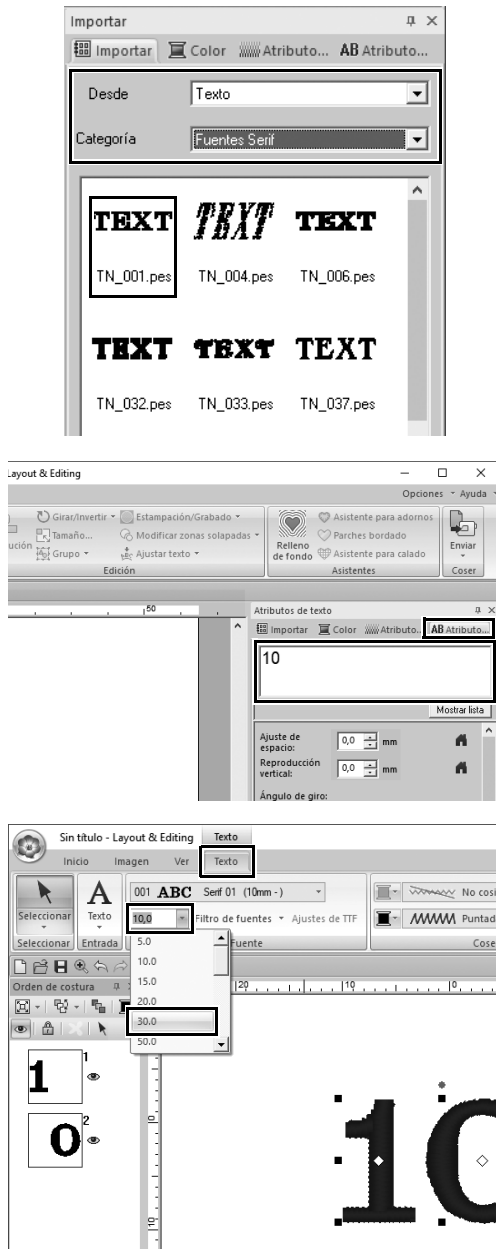 Importar
Importar Color Atributo... AB Atributo...
Desde Texto
Categoría Fuentes Serif
TEXT TEXT TEXT
TN_001.pes TN_004.pes TN_006.pes
TEXT TEXT TEXT
TN_032.pes TN_033.pes TN_037.pes
Layout & Editing
Opciones Ayuda
Girar/Invertir Estampación/Grabado Asistente para adornos
Tamaño... Modificar zonas solapadas Parches bordado
ución Grupo Ajustar texto Relleno de fondo Asistente para calado Enviar
Edición Asistentes Coser
50 Atributos de texto
Importar Color Atributo... AB Atributo...
10
Mostrar lista
Ajuste de espacio: 0,0 mm
Reproducción vertical: 0,0 mm
Ángulo de giro:
Sin título - Layout & Editing Texto
Inicio Imagen Ver Texto
001 ABC Serif 01 (10mm - ) No cosi
Seleccionar A Texto 10,0 Filtro de fuentes Ajustes de TTF Puntad
Seleccionar Entrada Fuente Cose
5.0
10.0
Orden de costura 15.0 20 10 0
20.0
30.0
50.0
1 1
0 2
0
10
10